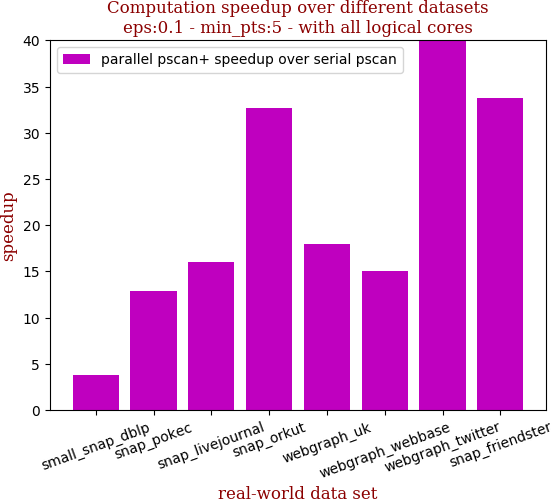 Computation speedup over different datasets
eps:0.1 - min_pts:5 - with all logical cores
parallel pscan+ speedup over serial pscan
40
35
30
25
20
15
10
5
0
speedup
small_snap_dblp
snap_pokec
snap_livejournal
snap_orkut
webgraph_uk
webgraph_webbase
webgraph_twitter
snap_friendster
real-world data set